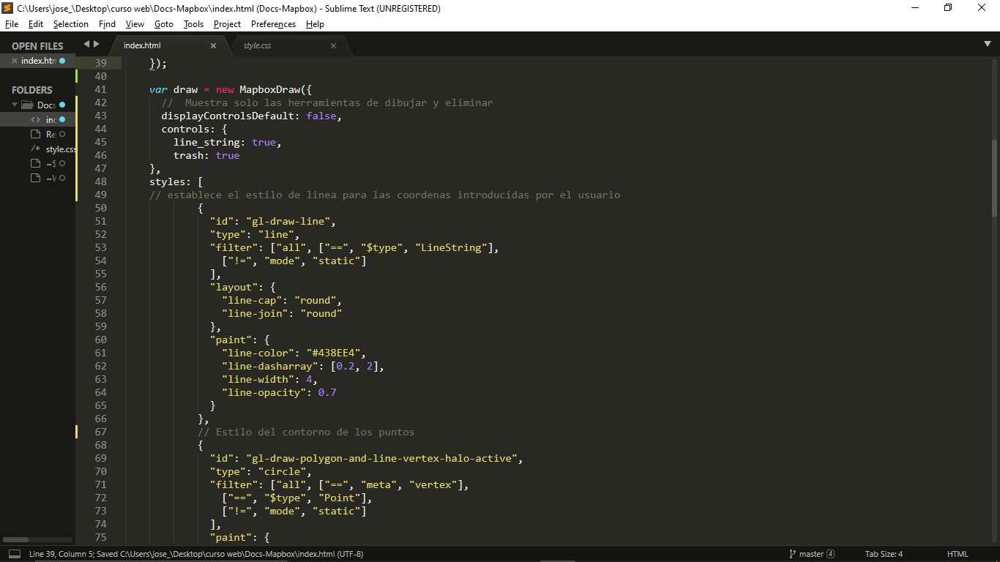 C:\Users\jose_\Desktop\curso web\Docs-Mapbox\index.html (Docs-Mapbox) - Sublime Text (UNREGISTERED)
File Edit Selection Find View Goto Tools Project Preferences Help
OPEN FILES
index.htm
FOLDERS
Docs
<> inc
Re
/* style.css
~$
~V
index.html
style.css
39 });
40
41 var draw = new MapboxDraw({
42 //  Muestra solo las herramientas de dibujar y eliminar
43 displayControlsDefault: false,
44 controls: {
45 line_string: true,
46 trash: true
47 },
48 styles: [
49 // establece el estilo de linea para las coordenas introducidas por el usuario
50 {
51 "id": "gl-draw-line",
52 "type": "line",
53 "filter": ["all", ["==", "$type", "LineString"],
54 ["!=", "mode", "static"]
55 ],
56 "layout": {
57 "line-cap": "round",
58 "line-join": "round"
59 },
60 "paint": {
61 "line-color": "#438EE4",
62 "line-dasharray": [0.2, 2],
63 "line-width": 4,
64 "line-opacity": 0.7
65 }
66 },
67 // Estilo del contorno de los puntos
68 {
69 "id": "gl-draw-polygon-and-line-vertex-halo-active",
70 "type": "circle",
71 "filter": ["all", ["==", "meta", "vertex"],
72 ["==", "$type", "Point"],
73 ["!=", "mode", "static"]
74 ],
75 "paint": {
Line 39, Column 5; Saved C:\Users\jose_\Desktop\curso web\Docs-Mapbox\index.html (UTF-8)
master 4
Tab Size: 4
HTML